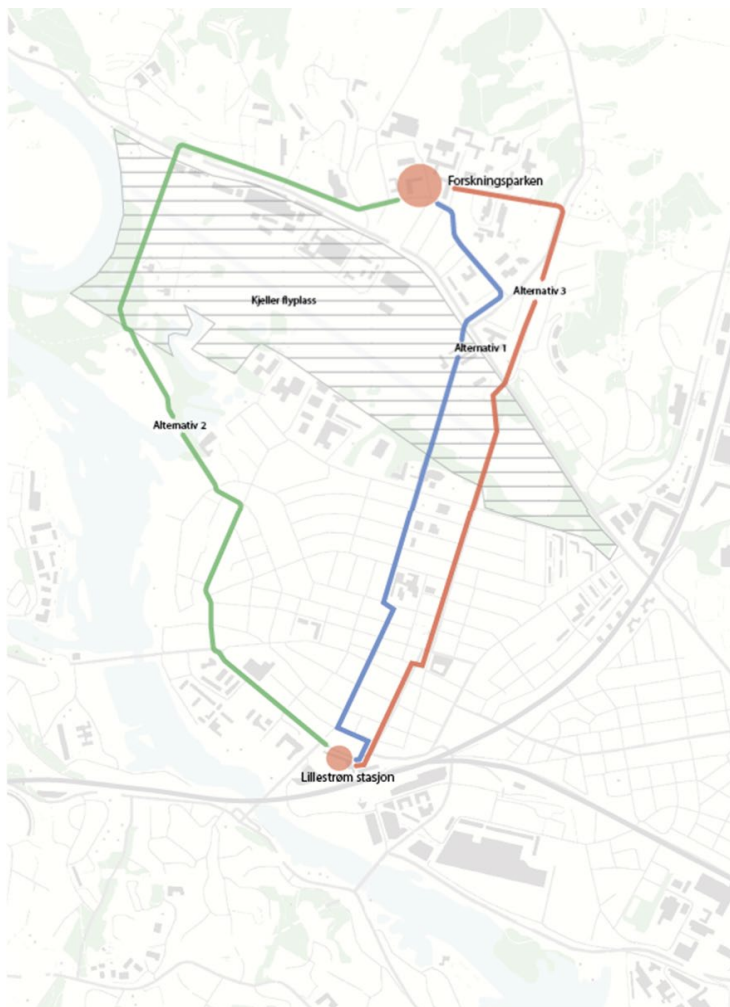 Forskningsparken
Alternativ 3
Kjeller flyplass
Alternativ 1
Alternativ 2
Lillestrøm stasjon